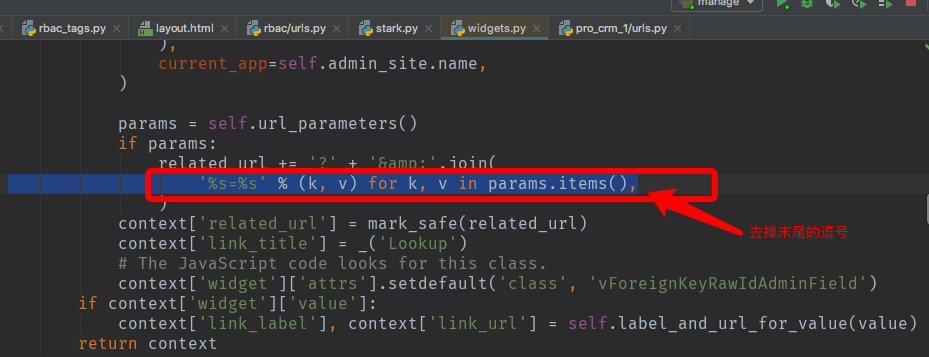 manage
rbac_tags.py layout.html rbac/urls.py stark.py widgets.py pro_crm_1/urls.py
),
current_app=self.admin_site.name,
)
params = self.url_parameters()
if params:
related_url += '?' + '&amp;'.join(
'%s=%s' % (k, v) for k, v in params.items(),
)
context['related_url'] = mark_safe(related_url)
去掉末尾的逗号
context['link_title'] = _('Lookup')
# The JavaScript code looks for this class.
context['widget']['attrs'].setdefault('class', 'vForeignKeyRawIdAdminField')
if context['widget']['value']:
context['link_label'], context['link_url'] = self.label_and_url_for_value(value)
return context